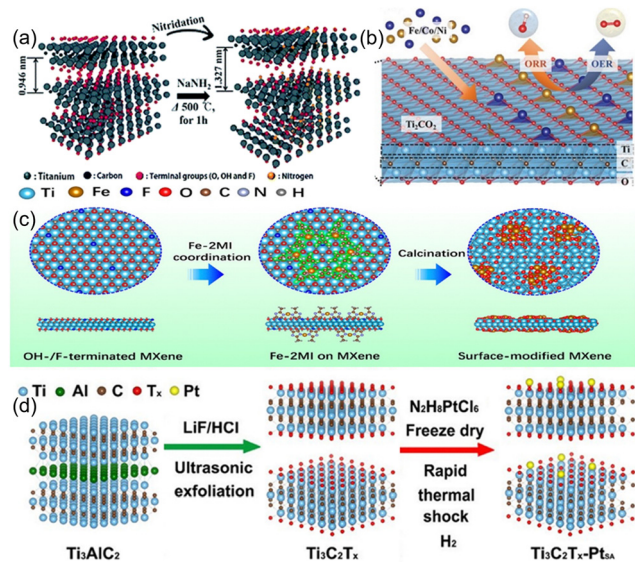 (a)
Nitridation
0.946 nm
NaNH₂
Δ 500 ℃,
for 1h
1.327 nm
: Titanium : Carbon : Terminal groups (O, OH and F) : Nitrogen
Ti Fe F O C N H
(b)
Fe/Co/Ni
ORR
OER
Ti₂CO₂
Ti
C
O
(c)
Fe-2MI
coordination
Calcination
OH-/F-terminated MXene
Fe-2MI on MXene
Surface-modified MXene
Ti Al C Tₓ Pt
(d)
LiF/HCl
Ultrasonic
exfoliation
N₂H₈PtCl₆
Freeze dry
Rapid
thermal
shock
H₂
Ti₃AlC₂
Ti₃C₂Tₓ
Ti₃C₂Tₓ-Pt_SA